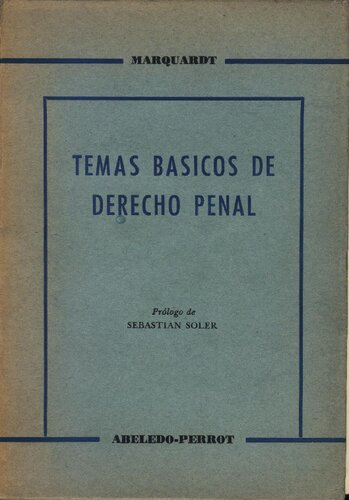 MARQUARDT
TEMAS BASICOS DE
DERECHO PENAL
Prólogo de
SEBASTIAN SOLER
ABELEDO-PERROT